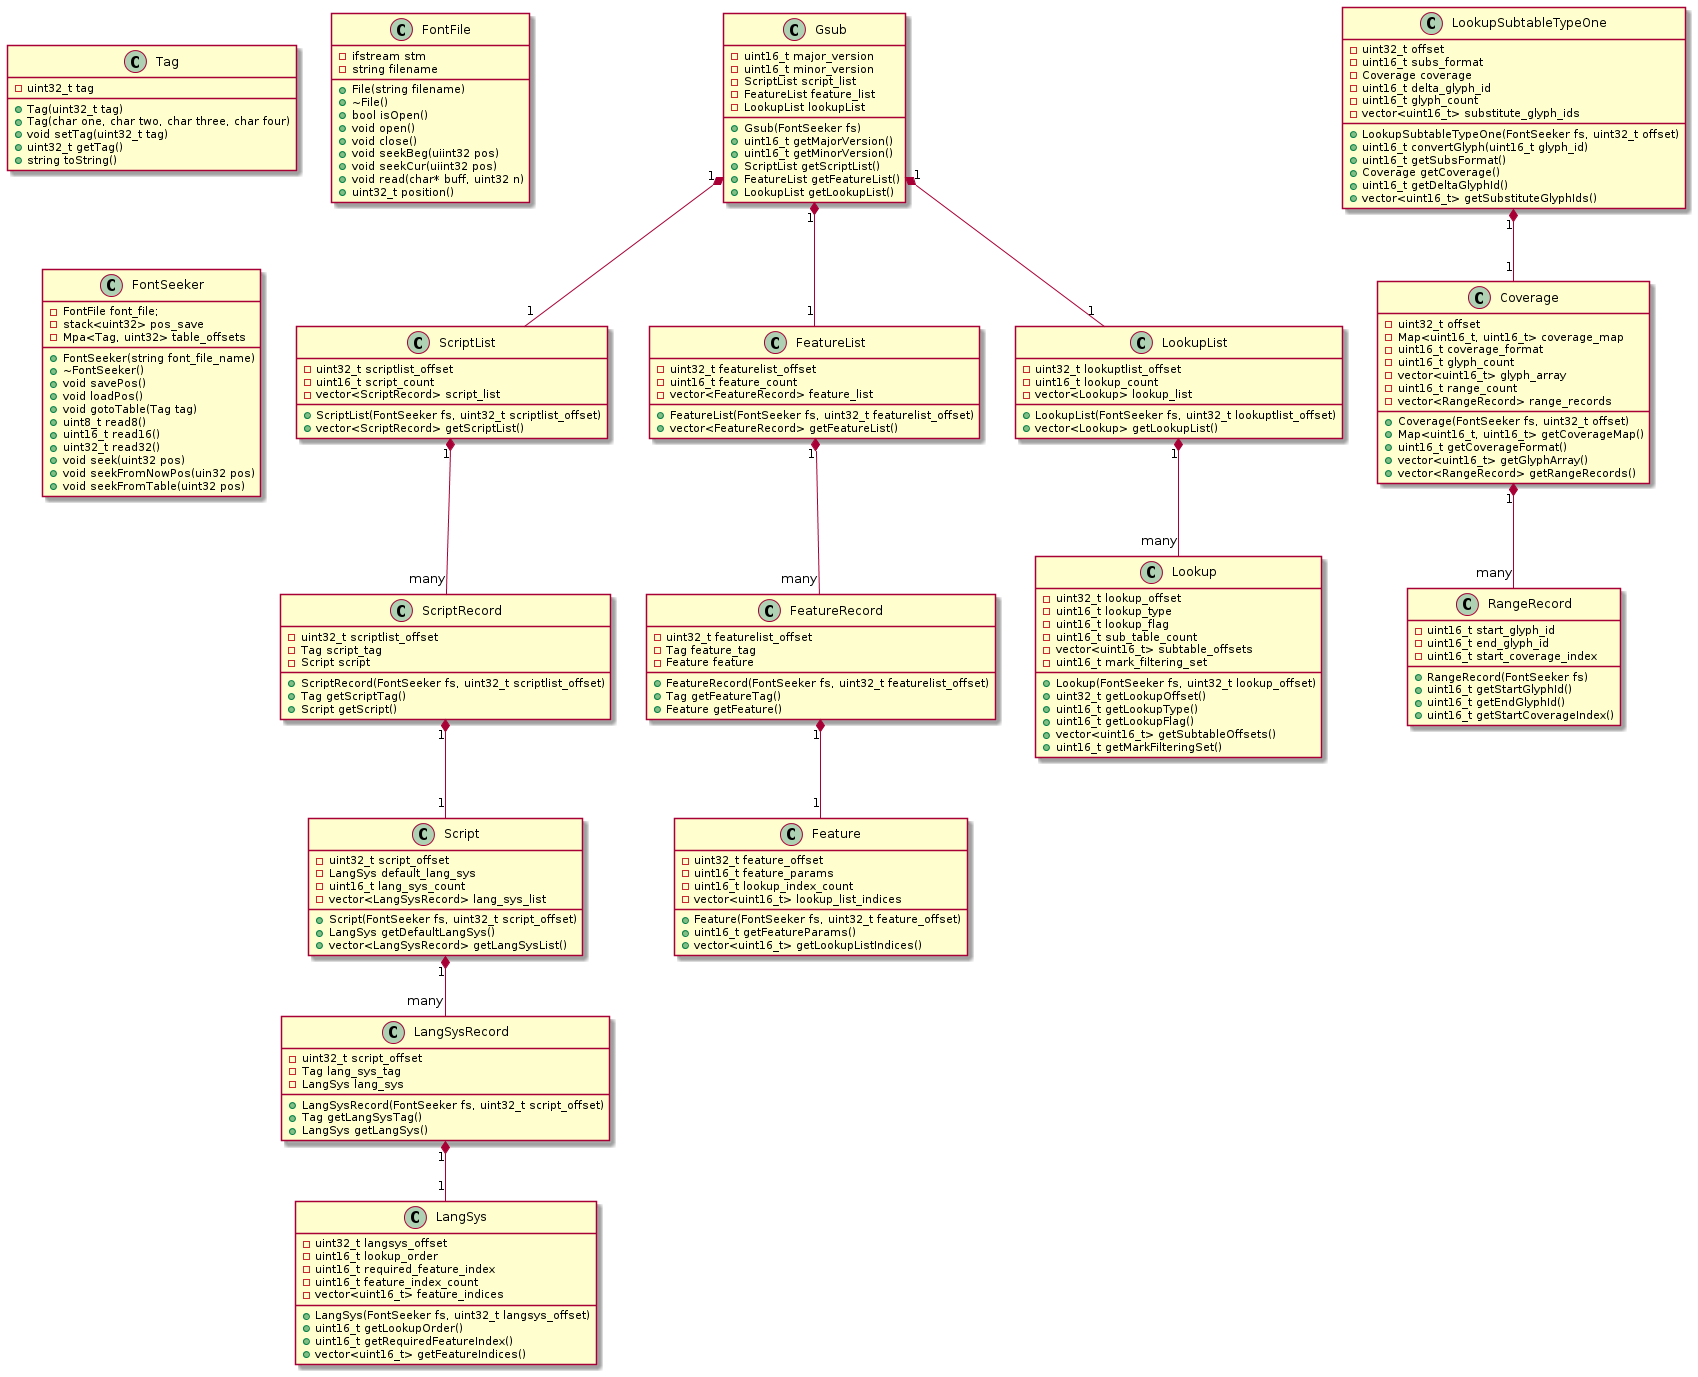 C Tag
uint32_t tag
Tag(uint32_t tag)
Tag(char one, char two, char three, char four)
void setTag(uint32_t tag)
uint32_t getTag()
string toString()
C FontFile
ifstream stm
string filename
File(string filename)
~File()
bool isOpen()
void open()
void close()
void seekBeg(uiint32 pos)
void seekCur(uiint32 pos)
void read(char* buff, uint32 n)
uint32_t position()
C Gsub
uint16_t major_version
uint16_t minor_version
ScriptList script_list
FeatureList feature_list
LookupList lookupList
Gsub(FontSeeker fs)
uint16_t getMajorVersion()
uint16_t getMinorVersion()
ScriptList getScriptList()
FeatureList getFeatureList()
LookupList getLookupList()
C LookupSubtableTypeOne
uint32_t offset
uint16_t subs_format
Coverage coverage
uint16_t delta_glyph_id
uint16_t glyph_count
vector<uint16_t> substitute_glyph_ids
LookupSubtableTypeOne(FontSeeker fs, uint32_t offset)
uint16_t convertGlyph(uint16_t glyph_id)
uint16_t getSubsFormat()
Coverage getCoverage()
uint16_t getDeltaGlyphId()
vector<uint16_t> getSubstituteGlyphIds()
1
1
1
1
1
1
1
1
C FontSeeker
FontFile font_file;
stack<uint32> pos_save
Mpa<Tag, uint32> table_offsets
FontSeeker(string font_file_name)
~FontSeeker()
void savePos()
void loadPos()
void gotoTable(Tag tag)
uint8_t read8()
uint16_t read16()
uint32_t read32()
void seek(uint32 pos)
void seekFromNowPos(uin32 pos)
void seekFromTable(uint32 pos)
C ScriptList
uint32_t scriptlist_offset
uint16_t script_count
vector<ScriptRecord> script_list
ScriptList(FontSeeker fs, uint32_t scriptlist_offset)
vector<ScriptRecord> getScriptList()
C FeatureList
uint32_t featurelist_offset
uint16_t feature_count
vector<FeatureRecord> feature_list
FeatureList(FontSeeker fs, uint32_t featurelist_offset)
vector<FeatureRecord> getFeatureList()
C LookupList
uint32_t lookuptlist_offset
uint16_t lookup_count
vector<Lookup> lookup_list
LookupList(FontSeeker fs, uint32_t lookuptlist_offset)
vector<Lookup> getLookupList()
C Coverage
uint32_t offset
Map<uint16_t, uint16_t> coverage_map
uint16_t coverage_format
uint16_t glyph_count
vector<uint16_t> glyph_array
uint16_t range_count
vector<RangeRecord> range_records
Coverage(FontSeeker fs, uint32_t offset)
Map<uint16_t, uint16_t> getCoverageMap()
uint16_t getCoverageFormat()
vector<uint16_t> getGlyphArray()
vector<RangeRecord> getRangeRecords()
1
many
1
many
1
many
1
many
C ScriptRecord
uint32_t scriptlist_offset
Tag script_tag
Script script
ScriptRecord(FontSeeker fs, uint32_t scriptlist_offset)
Tag getScriptTag()
Script getScript()
C FeatureRecord
uint32_t featurelist_offset
Tag feature_tag
Feature feature
FeatureRecord(FontSeeker fs, uint32_t featurelist_offset)
Tag getFeatureTag()
Feature getFeature()
C Lookup
uint32_t lookup_offset
uint16_t lookup_type
uint16_t lookup_flag
uint16_t sub_table_count
vector<uint16_t> subtable_offsets
uint16_t mark_filtering_set
Lookup(FontSeeker fs, uint32_t lookup_offset)
uint32_t getLookupOffset()
uint16_t getLookupType()
uint16_t getLookupFlag()
vector<uint16_t> getSubtableOffsets()
uint16_t getMarkFilteringSet()
C RangeRecord
uint16_t start_glyph_id
uint16_t end_glyph_id
uint16_t start_coverage_index
RangeRecord(FontSeeker fs)
uint16_t getStartGlyphId()
uint16_t getEndGlyphId()
uint16_t getStartCoverageIndex()
1
1
1
1
C Script
uint32_t script_offset
LangSys default_lang_sys
uint16_t lang_sys_count
vector<LangSysRecord> lang_sys_list
Script(FontSeeker fs, uint32_t script_offset)
LangSys getDefaultLangSys()
vector<LangSysRecord> getLangSysList()
C Feature
uint32_t feature_offset
uint16_t feature_params
uint16_t lookup_index_count
vector<uint16_t> lookup_list_indices
Feature(FontSeeker fs, uint32_t feature_offset)
uint16_t getFeatureParams()
vector<uint16_t> getLookupListIndices()
1
many
C LangSysRecord
uint32_t script_offset
Tag lang_sys_tag
LangSys lang_sys
LangSysRecord(FontSeeker fs, uint32_t script_offset)
Tag getLangSysTag()
LangSys getLangSys()
1
1
C LangSys
uint32_t langsys_offset
uint16_t lookup_order
uint16_t required_feature_index
uint16_t feature_index_count
vector<uint16_t> feature_indices
LangSys(FontSeeker fs, uint32_t langsys_offset)
uint16_t getLookupOrder()
uint16_t getRequiredFeatureIndex()
vector<uint16_t> getFeatureIndices()